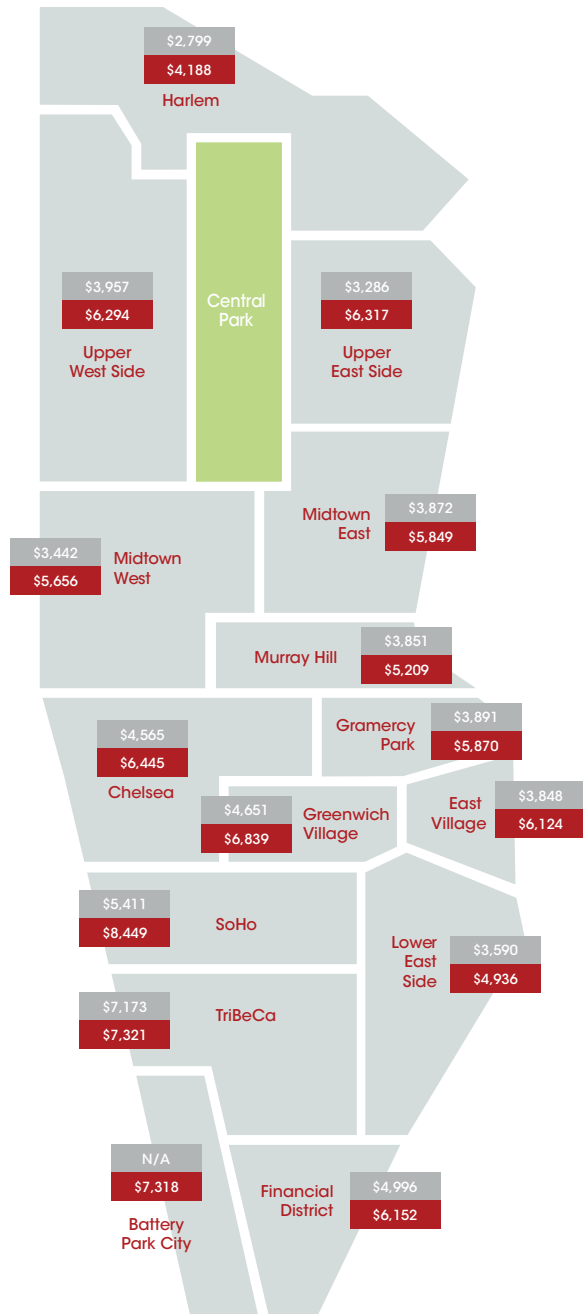 $2,799
$4,188
Harlem
$3,957
$6,294
Upper
West Side
Central
Park
$3,286
$6,317
Upper
East Side
Midtown
East
$3,872
$5,849
$3,442
$5,656
Midtown
West
Murray Hill
$3,851
$5,209
Gramercy
Park
$3,891
$5,870
$4,565
$6,445
Chelsea
$4,651
$6,839
Greenwich
Village
East
Village
$3,848
$6,124
$5,411
$8,449
SoHo
Lower
East
Side
$3,590
$4,936
$7,173
$7,321
TriBeCa
N/A
$7,318
Battery
Park City
Financial
District
$4,996
$6,152